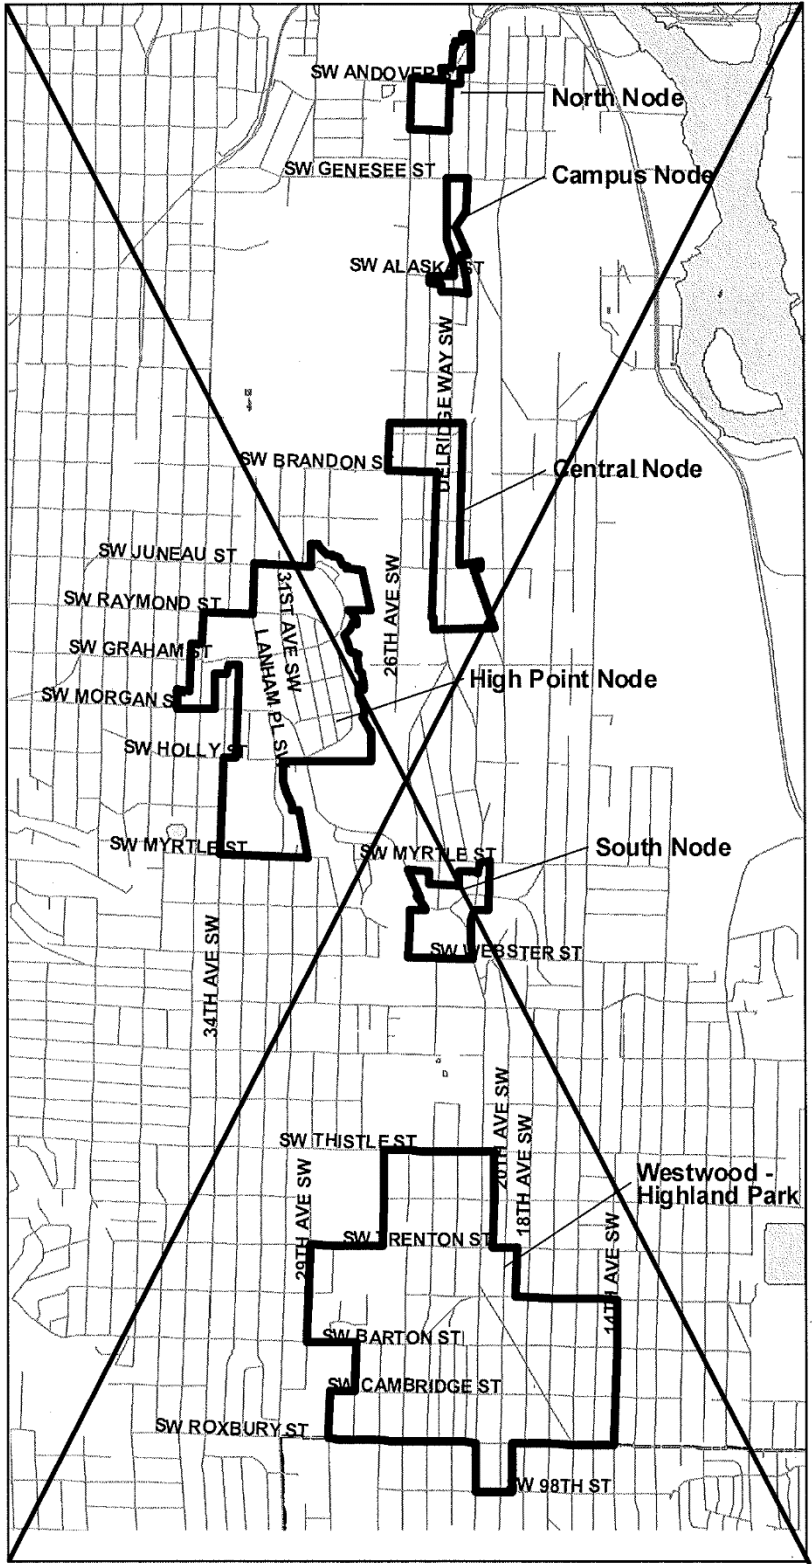 SW ANDOVER ST
North Node
SW GENESEE ST
Campus Node
SW ALASKA ST
DELRIDGE WAY SW
SW BRANDON ST
Central Node
SW JUNEAU ST
31ST AVE SW
26TH AVE SW
SW RAYMOND ST
LANHAM PL SW
SW GRAHAM ST
High Point Node
SW MORGAN ST
SW HOLLY ST
SW MYRTLE ST
SW MYRTLE ST
South Node
34TH AVE SW
SW WEBSTER ST
20TH AVE SW
SW THISTLE ST
18TH AVE SW
29TH AVE SW
Westwood -
Highland Park
SW TRENTON ST
14TH AVE SW
SW BARTON ST
SW CAMBRIDGE ST
SW ROXBURY ST
SW 98TH ST